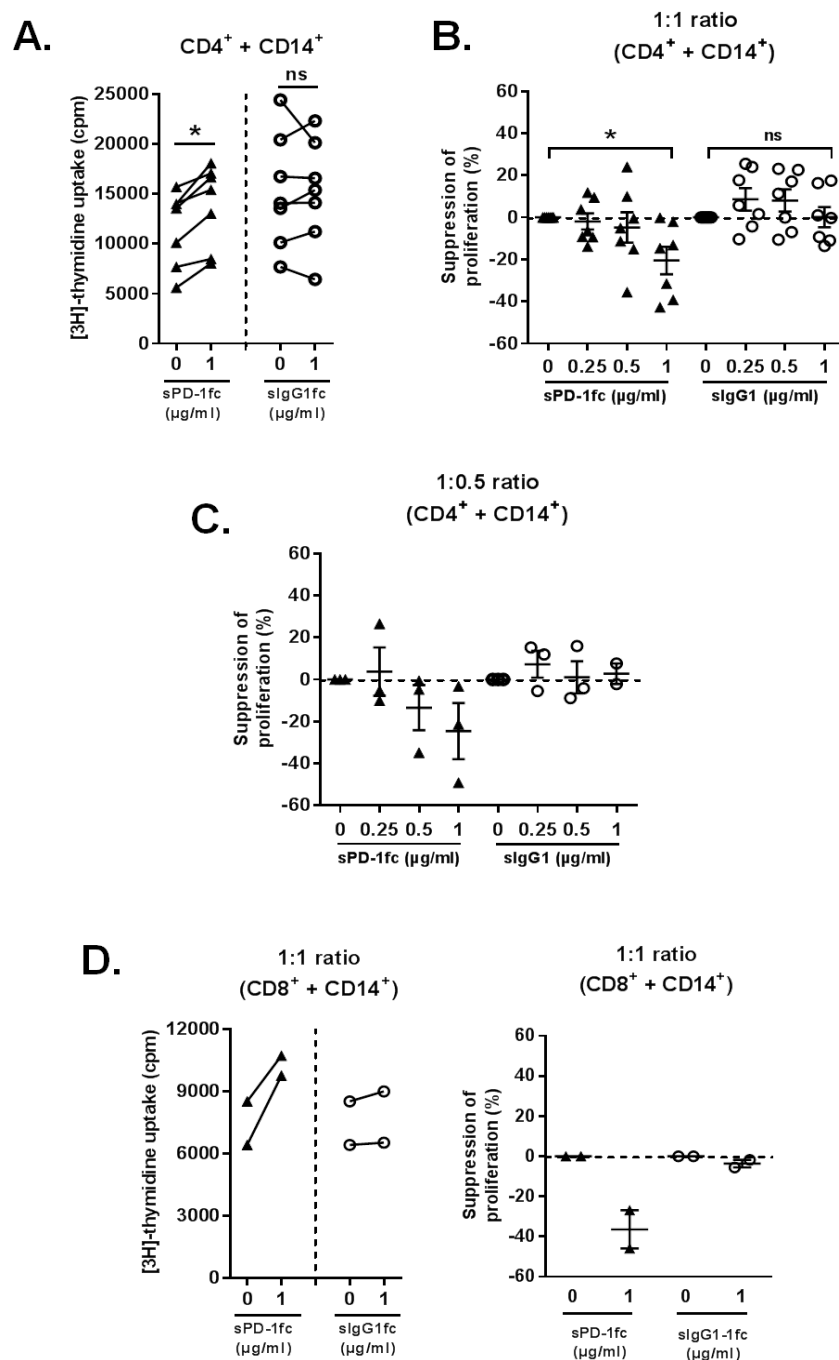 A.
CD4+ + CD14+
[3H]-thymidine uptake (cpm)
25000
20000
15000
10000
5000
0
*
ns
0 1 0 1
sPD-1fc sIgG1fc
(µg/ml) (µg/ml)
B.
1:1 ratio
(CD4+ + CD14+)
Suppression of
proliferation (%)
60
40
20
0
-20
-40
-60
*
ns
0 0.25 0.5 1 0 0.25 0.5 1
sPD-1fc (µg/ml) sIgG1 (µg/ml)
C.
1:0.5 ratio
(CD4+ + CD14+)
Suppression of
proliferation (%)
60
40
20
0
-20
-40
-60
0 0.25 0.5 1 0 0.25 0.5 1
sPD-1fc (µg/ml) sIgG1 (µg/ml)
D.
1:1 ratio
(CD8+ + CD14+)
[3H]-thymidine uptake (cpm)
12000
9000
6000
3000
0
0 1 0 1
sPD-1fc sIgG1fc
(µg/ml) (µg/ml)
1:1 ratio
(CD8+ + CD14+)
Suppression of
proliferation (%)
60
40
20
0
-20
-40
-60
0 1 0 1
sPD-1fc sIgG1-1fc
(µg/ml) (µg/ml)